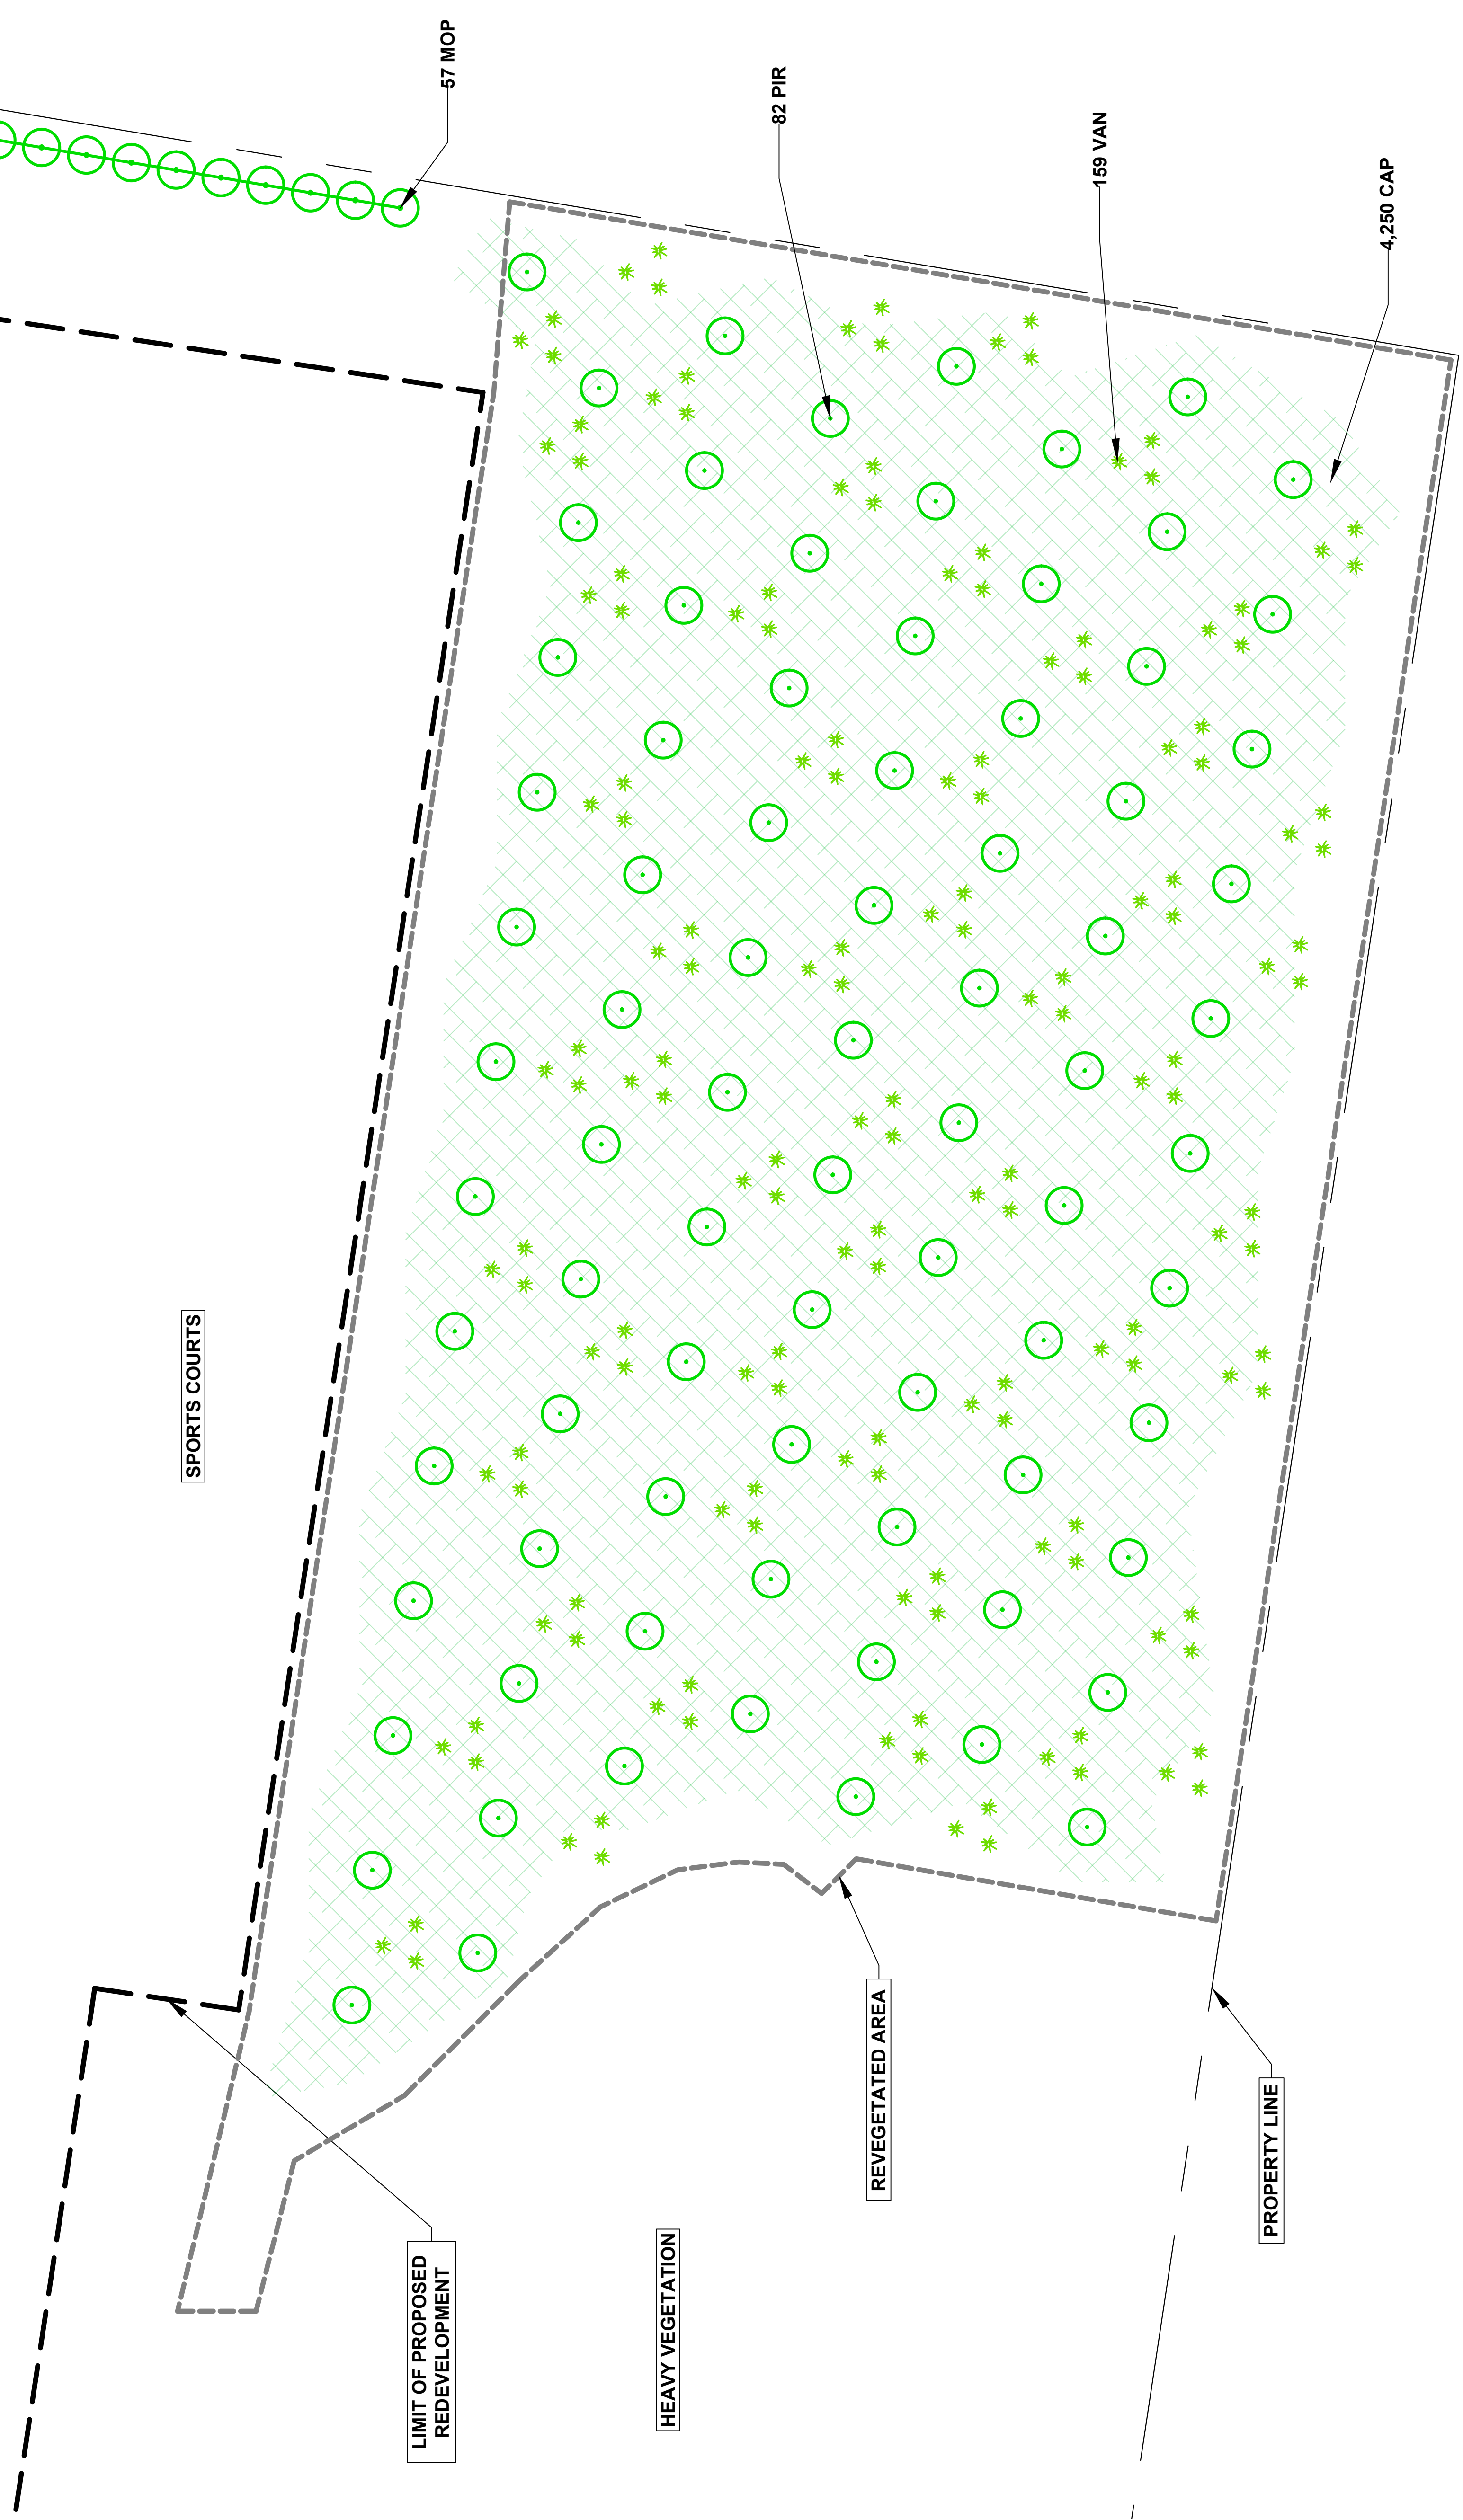 57 MOP
82 PIR
159 VAN
4,250 CAP
SPORTS COURTS
REVEGETATED AREA
PROPERTY LINE
LIMIT OF PROPOSED
REDEVELOPMENT
HEAVY VEGETATION